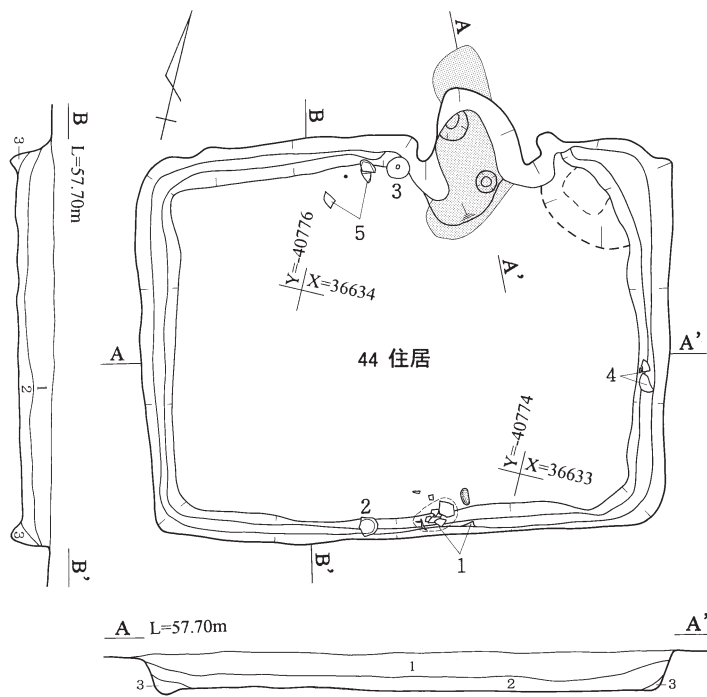 A
B
B
L=57.70m
3
3
5
Y=-40776
X=36634
A'
A
44 住居
A'
4
1
2
Y=-40774
X=36633
2
1
3
B'
B'
A L=57.70m
A'
1
3
2
3